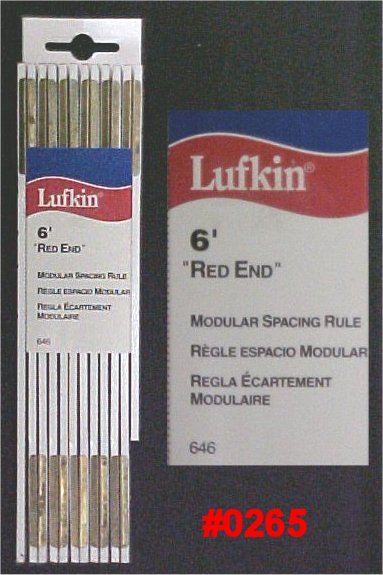 Lufkin
6'
"RED END"
MODULAR SPACING RULE
RÈGLE ESPACIO MODULAR
REGLA ÉCARTEMENT
MODULAIRE
646
Lufkin®
6'
"RED END"
MODULAR SPACING RULE
RÈGLE ESPACIO MODULAR
REGLA ÉCARTEMENT
MODULAIRE
646
#0265